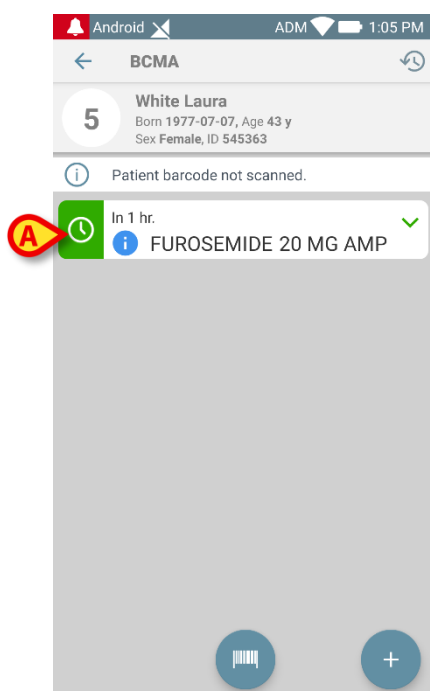 Android ADM 1:05 PM
BCMA
5
White Laura
Born 1977-07-07, Age 43 y
Sex Female, ID 545363
i Patient barcode not scanned.
In 1 hr.
A
i FUROSEMIDE 20 MG AMP
+